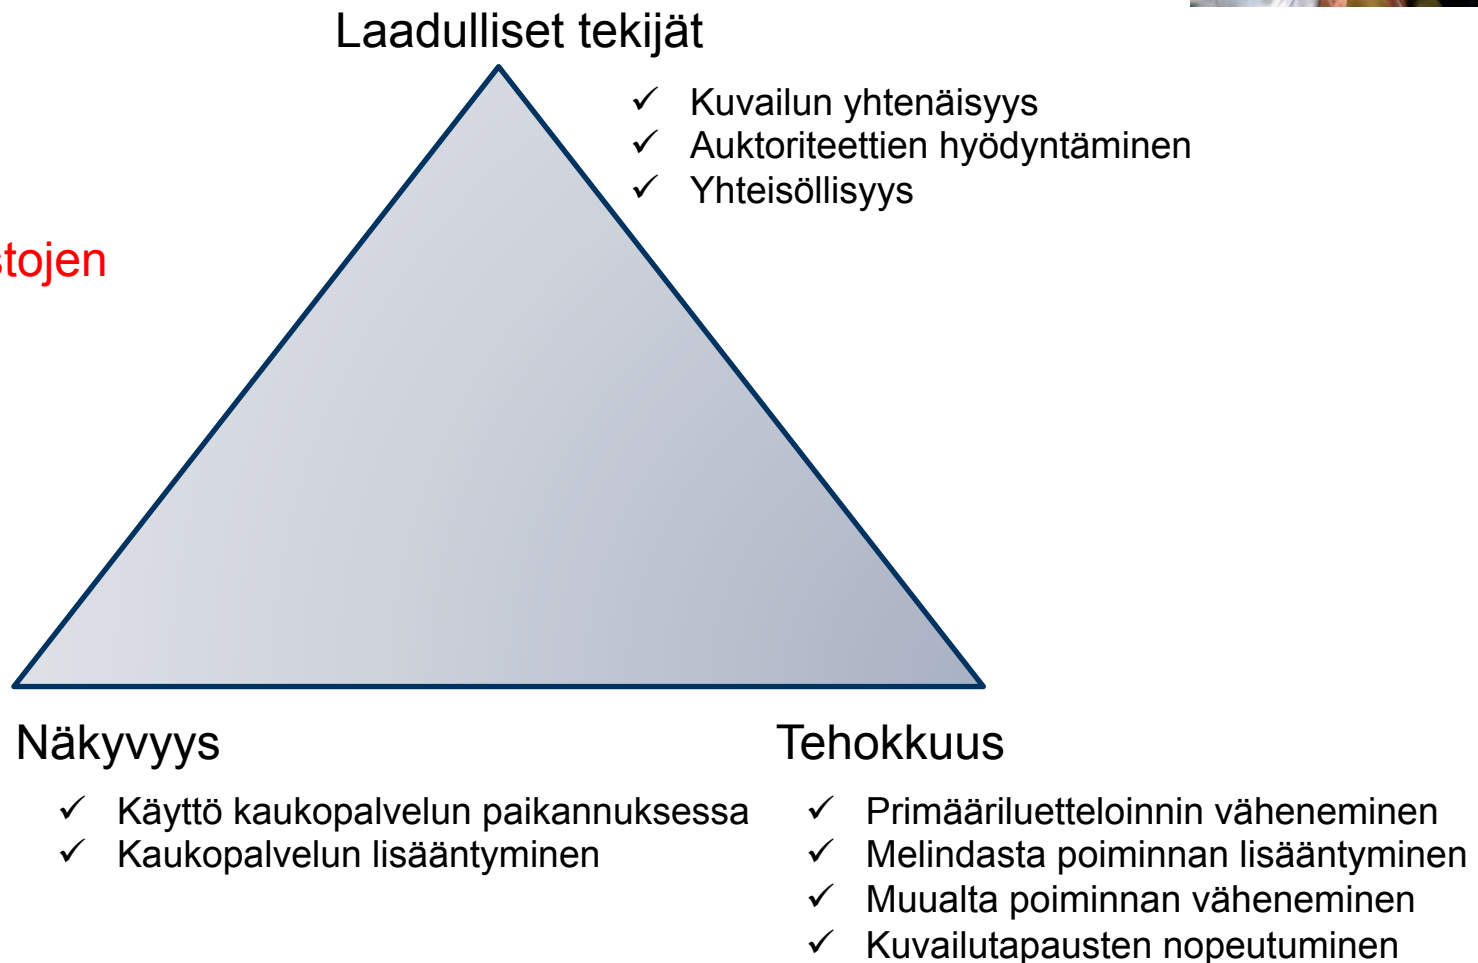 Laadulliset tekijät
✓ Kuvailun yhtenäisyys
✓ Auktoriteettien hyödyntäminen
✓ Yhteisöllisyys
stojen
Näkyvyys
✓ Käyttö kaukopalvelun paikannuksessa
✓ Kaukopalvelun lisääntyminen
Tehokkuus
✓ Primääriluetteloinnin väheneminen
✓ Melindasta poiminnan lisääntyminen
✓ Muualta poiminnan väheneminen
✓ Kuvailutapausten nopeutuminen